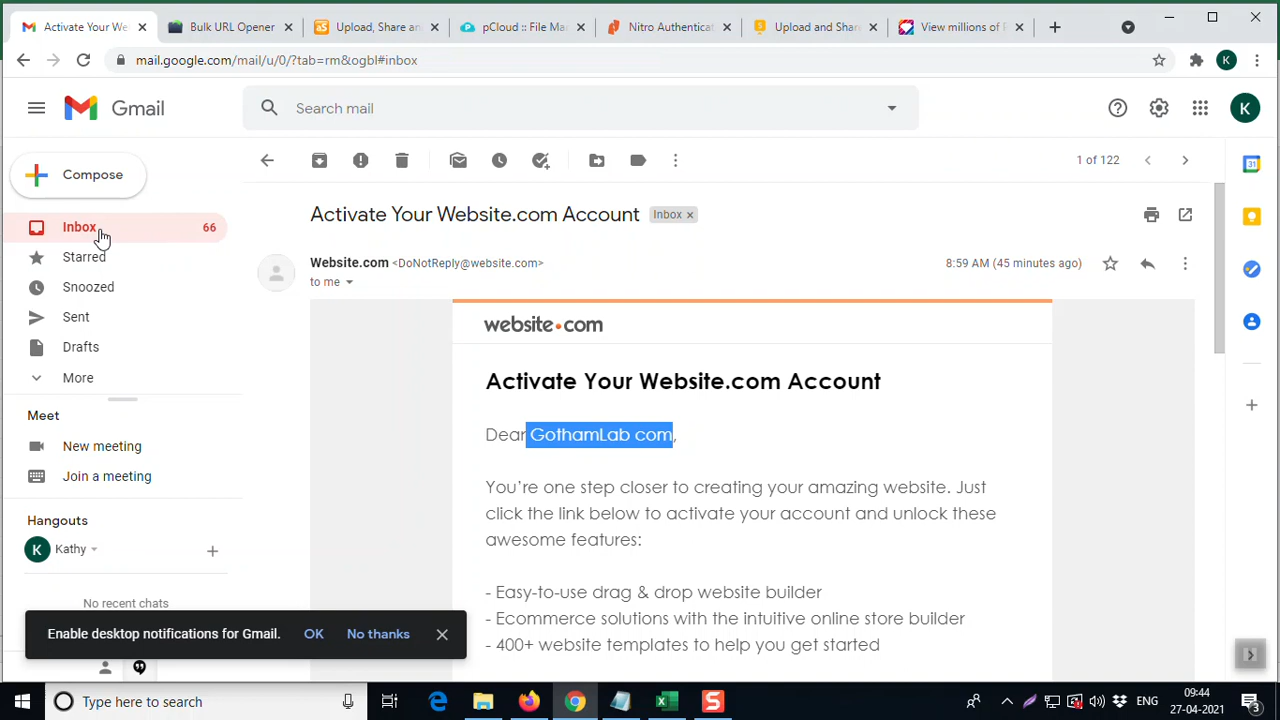 Activate Your We
Bulk URL Opener
Upload, Share an
pCloud :: File Ma
Nitro Authenticat
Upload and Shar
View millions of
mail.google.com/mail/u/0/?tab=rm&ogbl#inbox
K
Gmail
Search mail
K
Compose
1 of 122
31
Inbox 66
Starred
Snoozed
Sent
Drafts
More
Activate Your Website.com Account
Inbox x
Website.com <DoNotReply@website.com>
8:59 AM (45 minutes ago)
to me
website.com
Activate Your Website.com Account
Dear GothamLab com,
You're one step closer to creating your amazing website. Just
click the link below to activate your account and unlock these
awesome features:
- Easy-to-use drag & drop website builder
- Ecommerce solutions with the intuitive online store builder
- 400+ website templates to help you get started
Meet
New meeting
Join a meeting
Hangouts
K
Kathy
No recent chats
Enable desktop notifications for Gmail.
OK
No thanks
Type here to search
S
ENG
09:44
27-04-2021
3